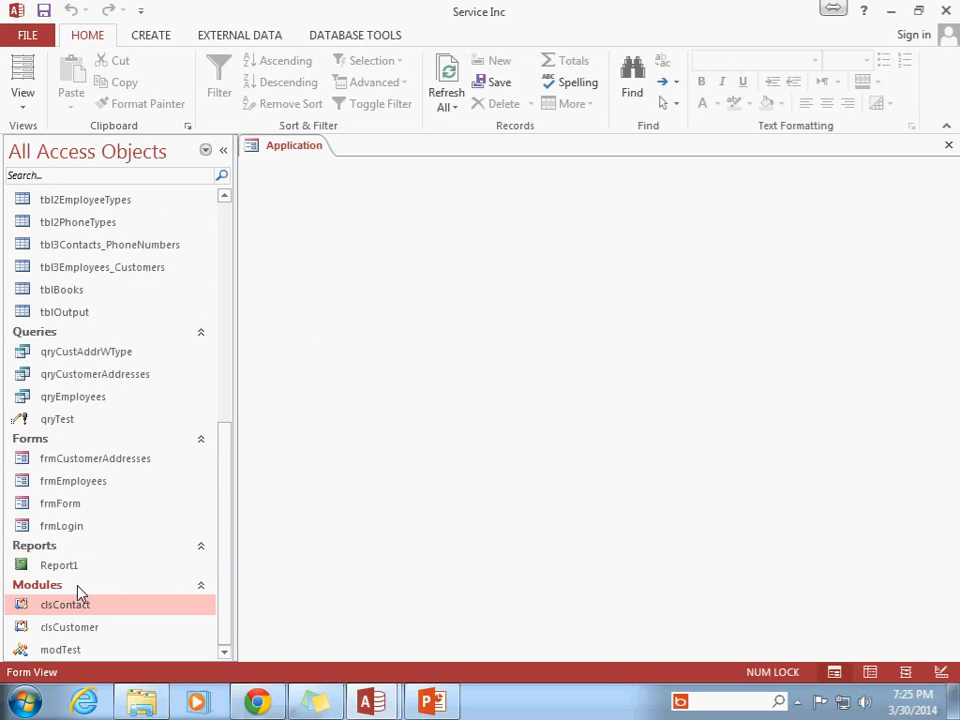 Service Inc
Sign in
FILE
HOME
CREATE
EXTERNAL DATA
DATABASE TOOLS
View
Views
Paste
Cut
Copy
Format Painter
Clipboard
Filter
Ascending
Descending
Remove Sort
Selection
Advanced
Toggle Filter
Sort & Filter
Refresh
All
New
Save
Delete
Totals
Spelling
More
Records
Find
Find
Text Formatting
All Access Objects
Search...
tbl2EmployeeTypes
tbl2PhoneTypes
tbl3Contacts_PhoneNumbers
tbl3Employees_Customers
tblBooks
tblOutput
Queries
qryCustAddrWType
qryCustomerAddresses
qryEmployees
qryTest
Forms
frmCustomerAddresses
frmEmployees
frmForm
frmLogin
Reports
Report1
Modules
clsContact
clsCustomer
modTest
Application
Form View
NUM LOCK
7:25 PM
3/30/2014